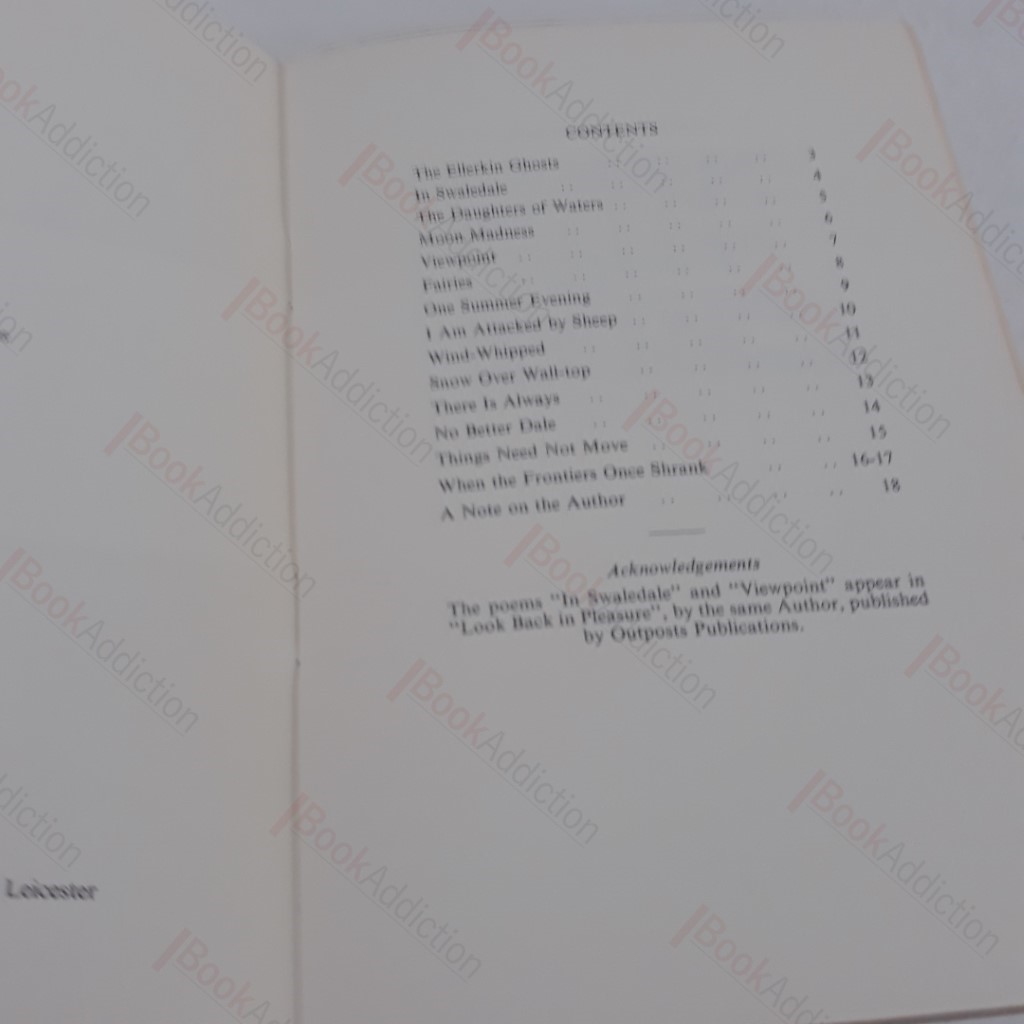 CONTENTS
The Ellerkin Ghosts :: :: :: :: 3
In Swaledale :: :: :: :: :: 4
The Daughters of Waters :: :: :: :: 5
Moon Madness :: :: :: :: :: 6
Viewpoint :: :: :: :: :: :: 7
Fairies :: :: :: :: :: :: 8
One Summer Evening :: :: :: :: 9
I Am Attacked by Sheep :: :: :: :: 10
Wind-Whipped :: :: :: :: :: 11
Snow Over Wall-top :: :: :: :: 12
There Is Always :: :: :: :: :: 13
No Better Dale :: :: :: :: :: 14
Things Need Not Move :: :: :: :: 15
When the Frontiers Once Shrank :: :: 16-17
A Note on the Author :: :: :: :: 18
Acknowledgements
The poems "In Swaledale" and "Viewpoint" appear in
"Look Back in Pleasure", by the same Author, published
by Outposts Publications.
Leicester
BookAddiction